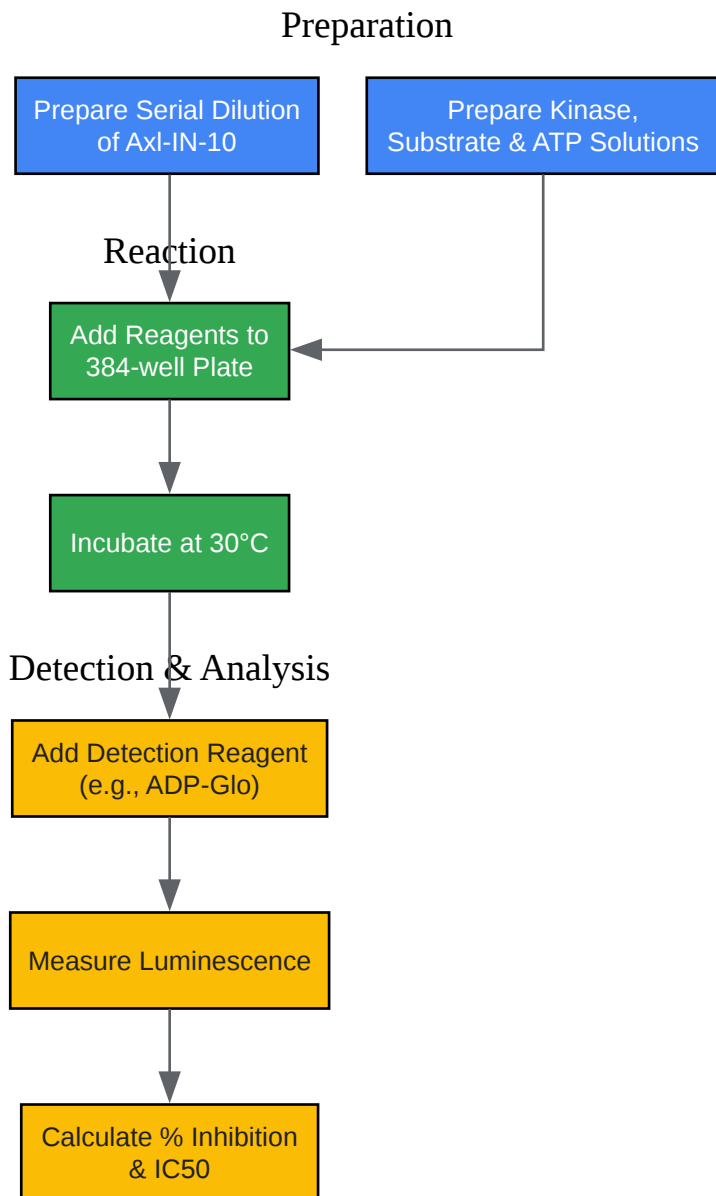 Preparation
Prepare Serial Dilution
of Axl-IN-10
Prepare Kinase,
Substrate & ATP Solutions
Reaction
Add Reagents to
384-well Plate
Incubate at 30°C
Detection & Analysis
Add Detection Reagent
(e.g., ADP-Glo)
Measure Luminescence
Calculate % Inhibition
& IC50